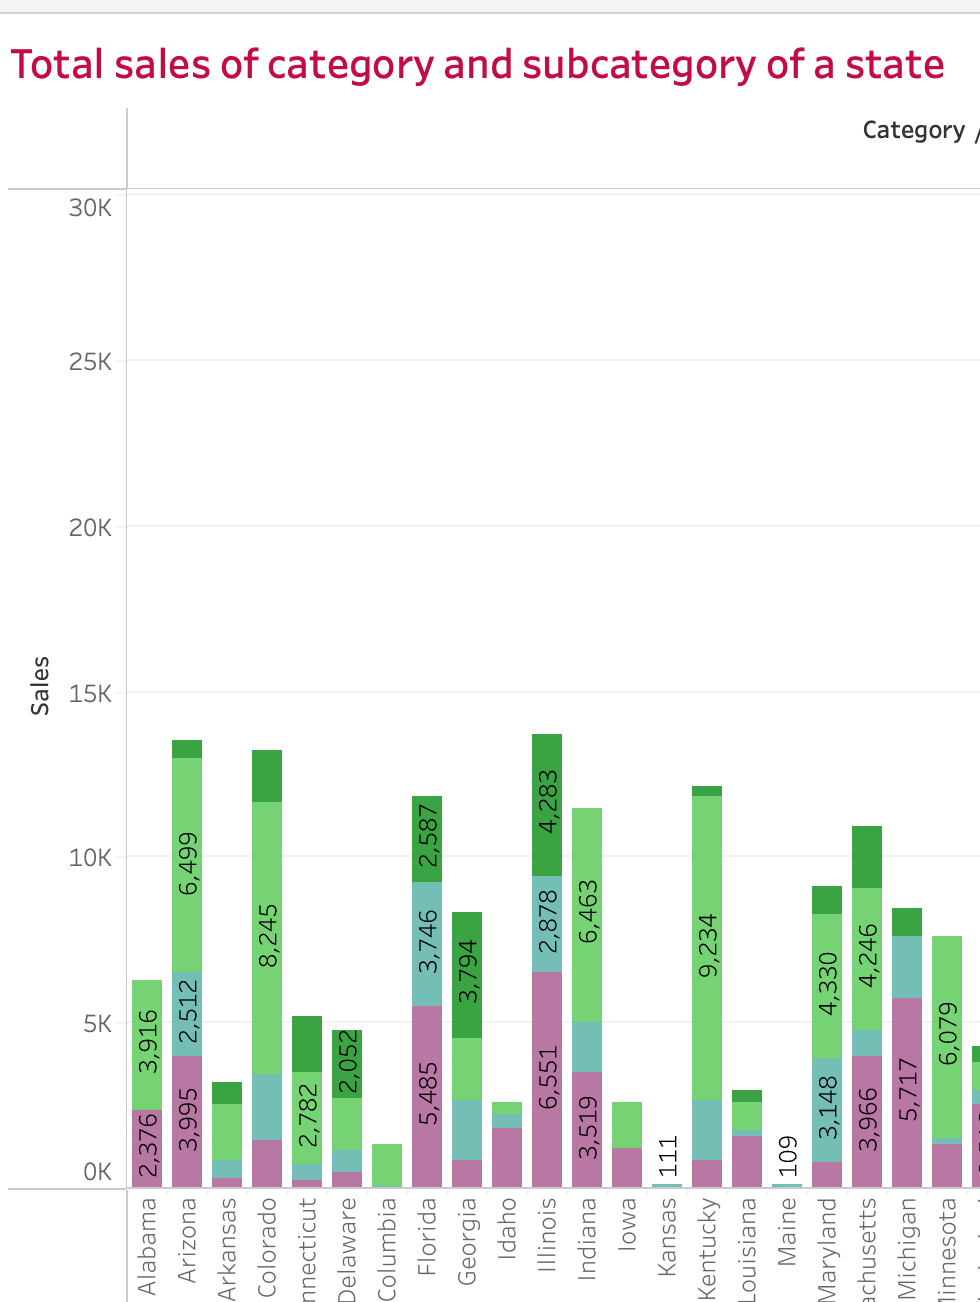 Total sales of category and subcategory of a state
Category /
30K
25K
20K
15K
10K
5K
0K
Sales
3,916
2,376
6,499
2,512
3,995
8,245
2,782
2,052
2,587
3,746
5,485
3,794
4,283
2,878
6,551
6,463
3,519
111
9,234
109
4,330
3,148
4,246
3,966
5,717
6,079
Alabama
Arizona
Arkansas
Colorado
nnecticut
Delaware
Columbia
Florida
Georgia
Idaho
Illinois
Indiana
Iowa
Kansas
Kentucky
Louisiana
Maine
Maryland
achusetts
Michigan
innesota